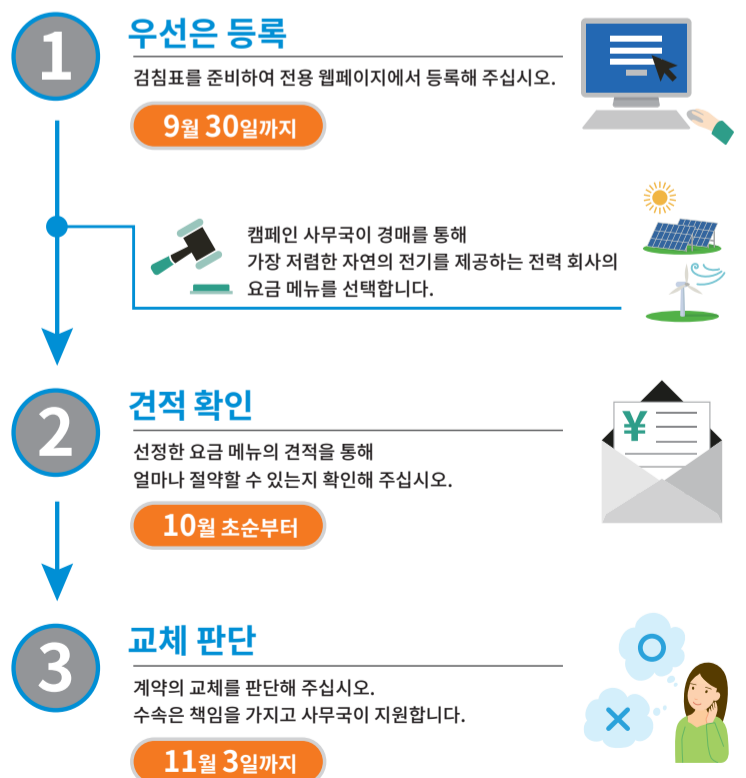 1
우선은 등록
검침표를 준비하여 전용 웹페이지에서 등록해 주십시오.
9월 30일까지
캠페인 사무국이 경매를 통해
가장 저렴한 자연의 전기를 제공하는 전력 회사의
요금 메뉴를 선택합니다.
2
견적 확인
¥
선정한 요금 메뉴의 견적을 통해
얼마나 절약할 수 있는지 확인해 주십시오.
10월 초순부터
3
교체 판단
계약의 교체를 판단해 주십시오.
수속은 책임을 가지고 사무국이 지원합니다.
11월 3일까지